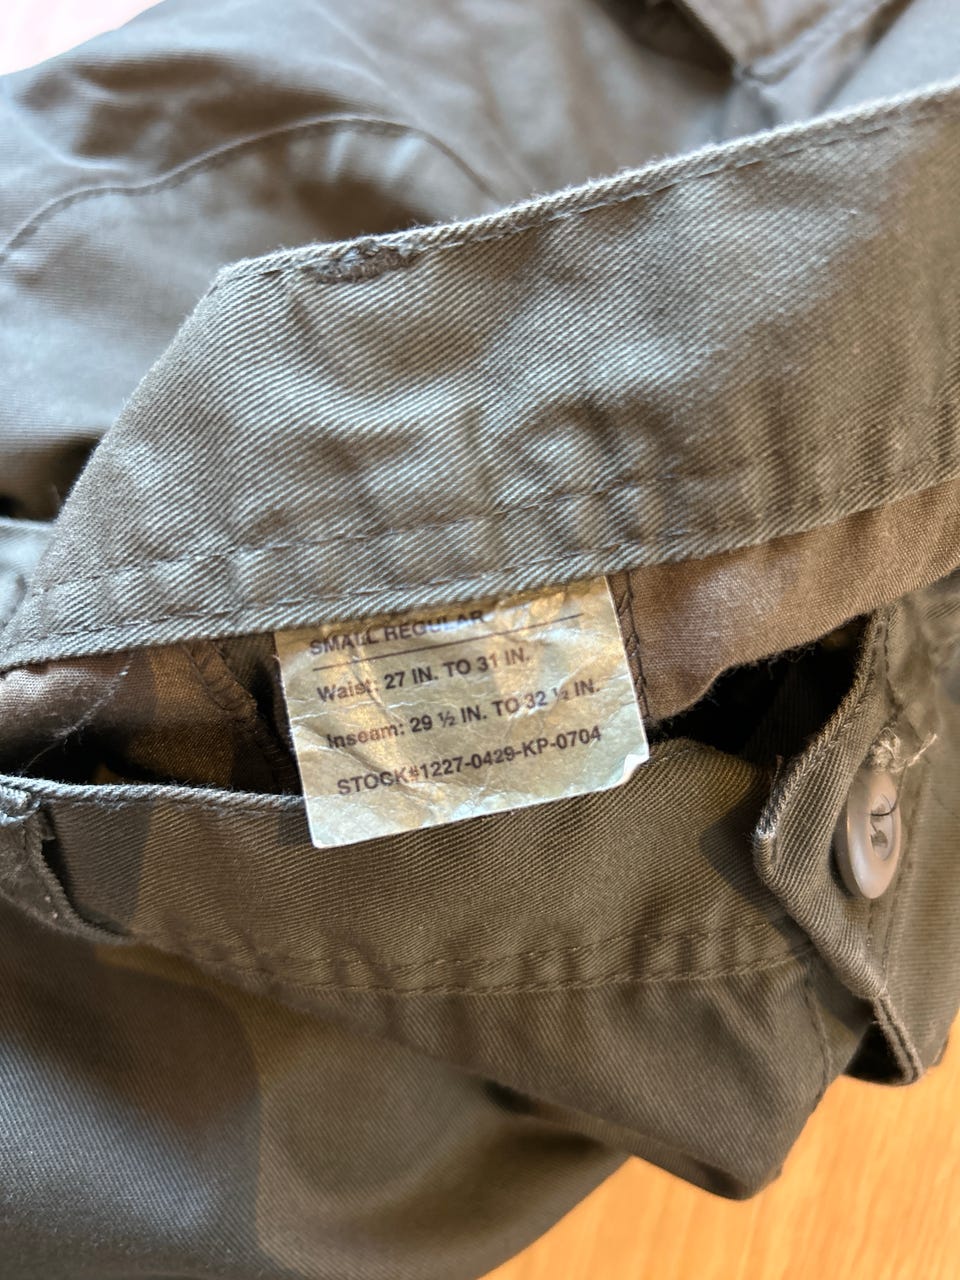 SMALL REGULAR
Waist: 27 IN. TO 31 IN.
Inseam: 29 ½ IN. TO 32 ½ IN.
STOCK#1227-0429-KP-0704